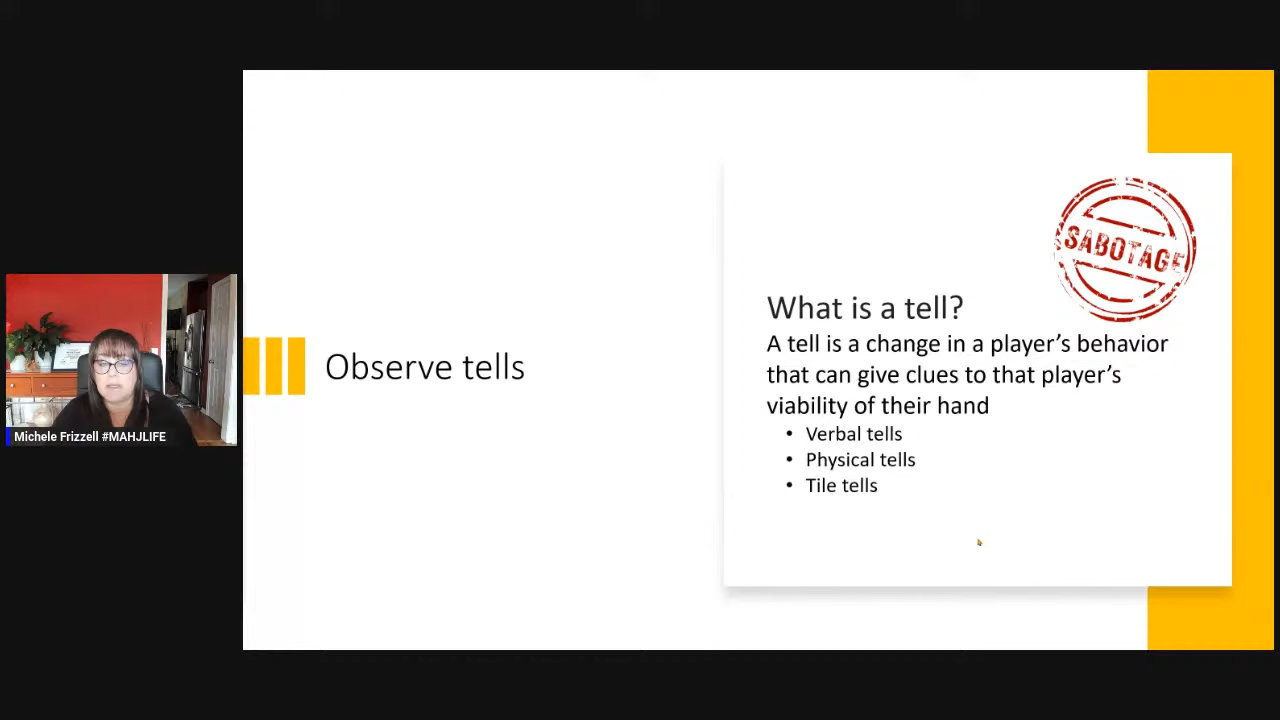 SABOTAGE
What is a tell?
A tell is a change in a player's behavior
that can give clues to that player's
viability of their hand
• Verbal tells
• Physical tells
• Tile tells
Observe tells
Michele Frizzell #MAHJLIFE